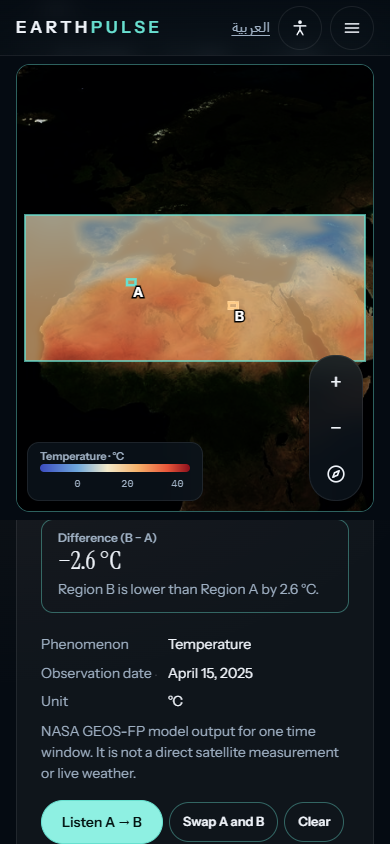 EARTHPULSE العربية
A
B
+
−
Temperature · °C
0 20 40
Difference (B − A)
−2.6 °C
Region B is lower than Region A by 2.6 °C.
Phenomenon Temperature
Observation date · April 15, 2025
Unit °C
NASA GEOS-FP model output for one time
window. It is not a direct satellite measurement
or live weather.
Listen A → B Swap A and B Clear